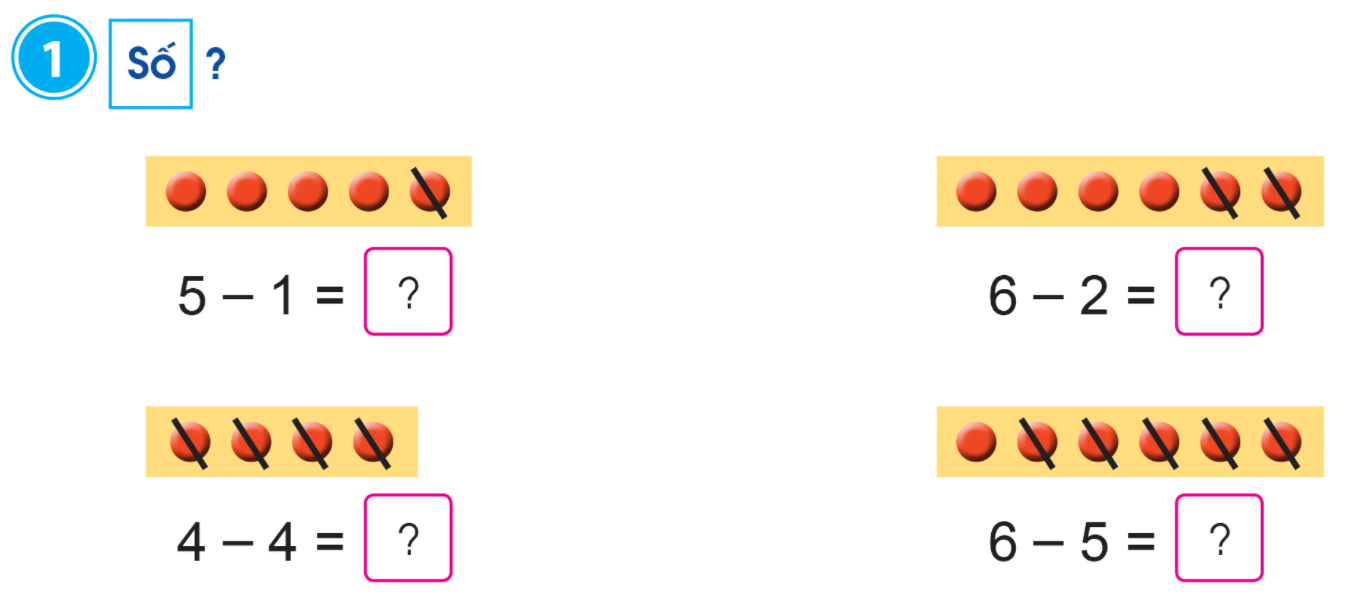 1 Số ?
5 – 1 = ?
6 – 2 = ?
4 – 4 = ?
6 – 5 = ?